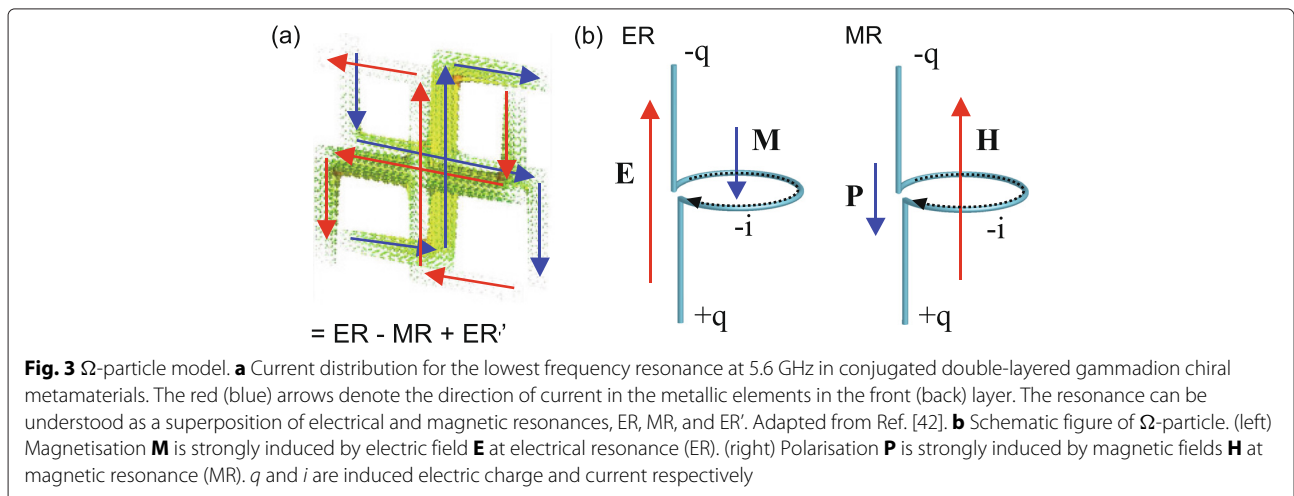 (a)
(b) ER
MR
-q
-q
E
M
P
H
-i
-i
+q
+q
= ER - MR + ER’
Fig. 3 Ω-particle model. a Current distribution for the lowest frequency resonance at 5.6 GHz in conjugated double-layered gammadion chiral
metamaterials. The red (blue) arrows denote the direction of current in the metallic elements in the front (back) layer. The resonance can be
understood as a superposition of electrical and magnetic resonances, ER, MR, and ER’. Adapted from Ref. [42]. b Schematic figure of Ω-particle. (left)
Magnetisation M is strongly induced by electric field E at electrical resonance (ER). (right) Polarisation P is strongly induced by magnetic fields H at
magnetic resonance (MR). q and i are induced electric charge and current respectively